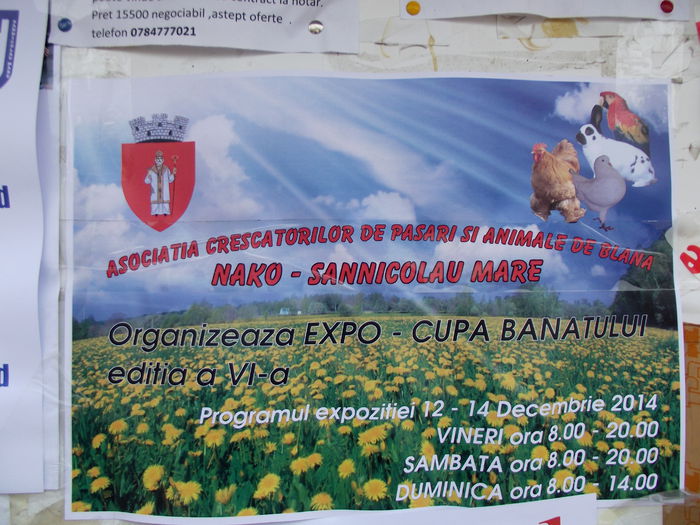 Pret 15500 negociabil ,astept oferte .
telefon 0784777021
ASOCIATIA CRESCATORILOR DE PASARI SI ANIMALE DE BLANA
NAKO - SANNICOLAU MARE
Organizeaza EXPO - CUPA BANATULUI
editia a VI-a
Programul expozitiei 12 - 14 Decembrie 2014
VINERI ora 8.00 - 20.00
SAMBATA ora 8.00 - 20.00
DUMINICA ora 8.00 - 14.00